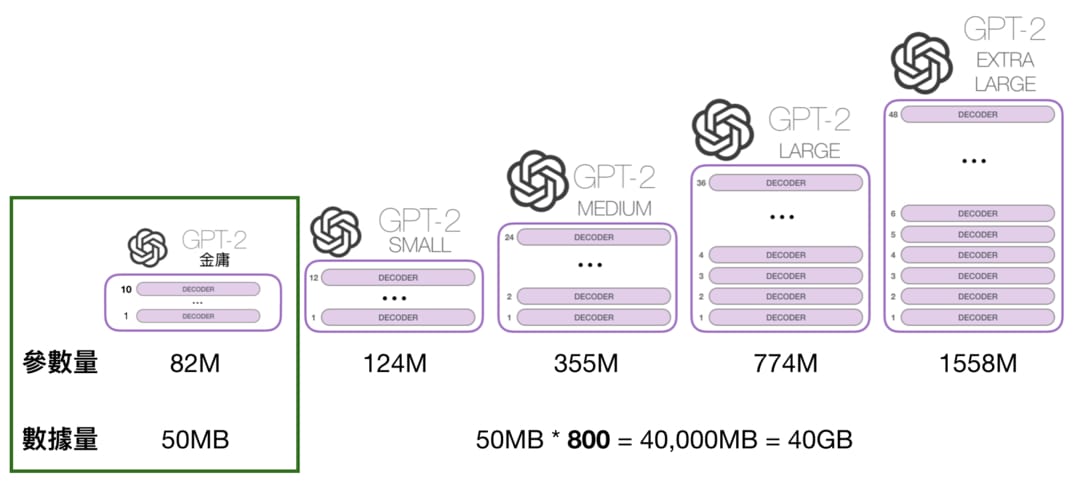 GPT-2
EXTRA
LARGE
48 DECODER
...
6 DECODER
5 DECODER
4 DECODER
3 DECODER
2 DECODER
1 DECODER
GPT-2
LARGE
36 DECODER
...
4 DECODER
3 DECODER
2 DECODER
1 DECODER
GPT-2
MEDIUM
24 DECODER
...
2 DECODER
1 DECODER
GPT-2
SMALL
12 DECODER
...
1 DECODER
GPT-2
金庸
10 DECODER
...
1 DECODER
參數量 82M 124M 355M 774M 1558M
數據量 50MB 50MB * 800 = 40,000MB = 40GB